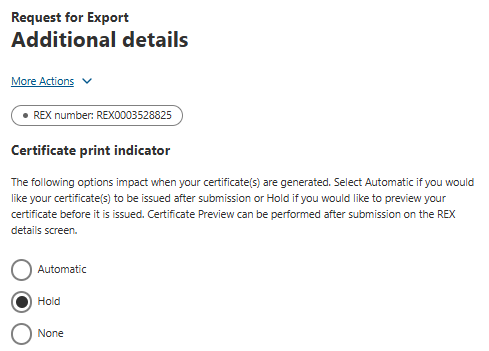 Request for Export
Additional details
More Actions
REX number: REX0003528825
Certificate print indicator
The following options impact when your certificate(s) are generated. Select Automatic if you would
like your certificate(s) to be issued after submission or Hold if you would like to preview your
certificate before it is issued. Certificate Preview can be performed after submission on the REX
details screen.
Automatic
Hold
None